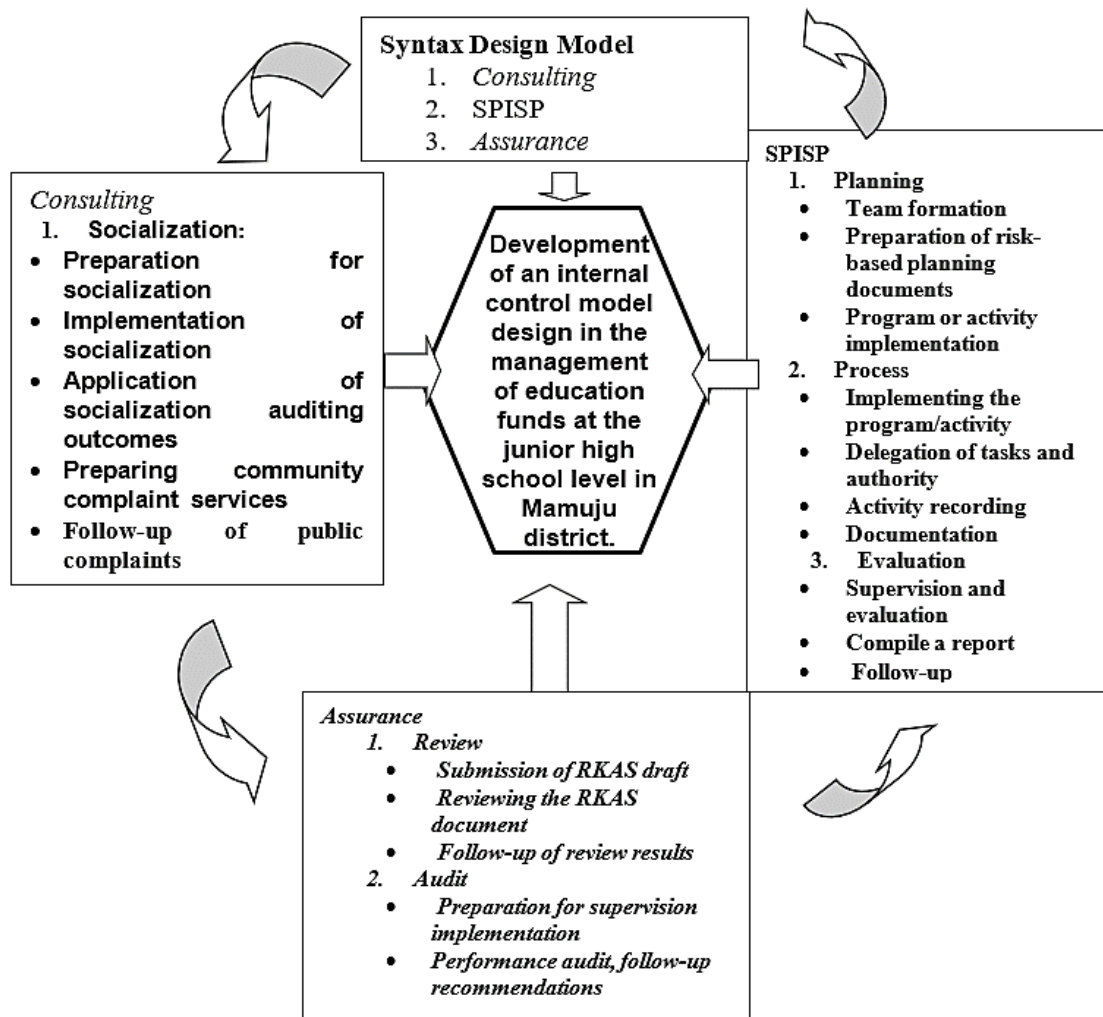 Syntax Design Model
1. Consulting
2. SPISP
3. Assurance
Consulting
1. Socialization:
• Preparation for
socialization
• Implementation of
socialization
• Application of
socialization auditing
outcomes
• Preparing community
complaint services
• Follow-up of public
complaints
Development
of an internal
control model
design in the
management
of education
funds at the
junior high
school level in
Mamuju
district.
SPISP
1. Planning
• Team formation
• Preparation of risk-
based planning
documents
• Program or activity
implementation
2. Process
• Implementing the
program/activity
• Delegation of tasks and
authority
• Activity recording
• Documentation
3. Evaluation
• Supervision and
evaluation
• Compile a report
• Follow-up
Assurance
1. Review
• Submission of RKAS draft
• Reviewing the RKAS
document
• Follow-up of review results
2. Audit
• Preparation for supervision
implementation
• Performance audit, follow-up
recommendations